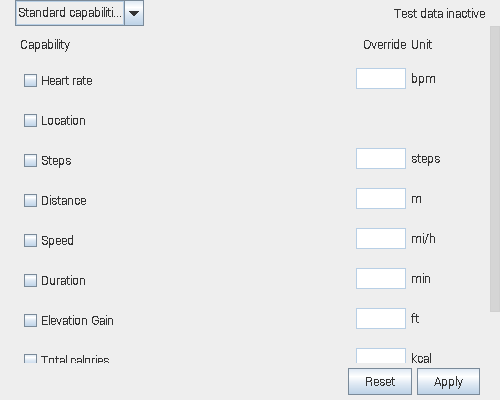 Standard capabiliti... Test data inactive
Capability Override Unit
Heart rate bpm
Location
Steps steps
Distance m
Speed mi/h
Duration min
Elevation Gain ft
Total calories kcal
Reset Apply